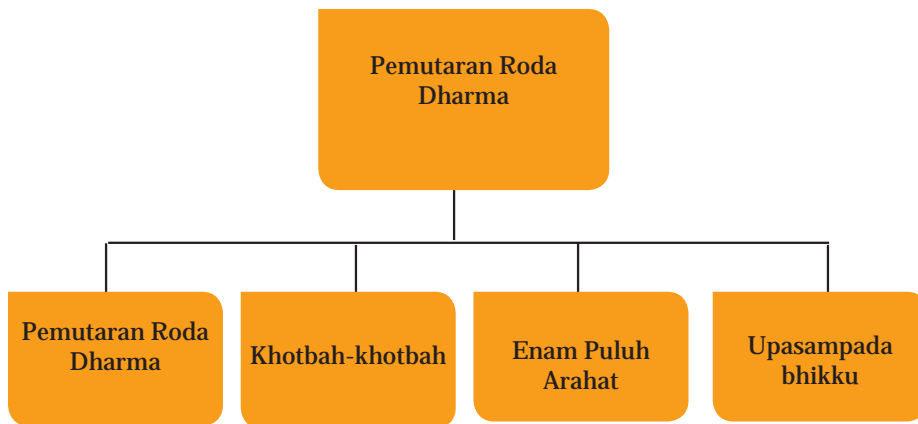 Pemutaran Roda
Dharma
Pemutaran Roda
Dharma
Khotbah-khotbah
Enam Puluh
Arahat
Upasampada
bhikku